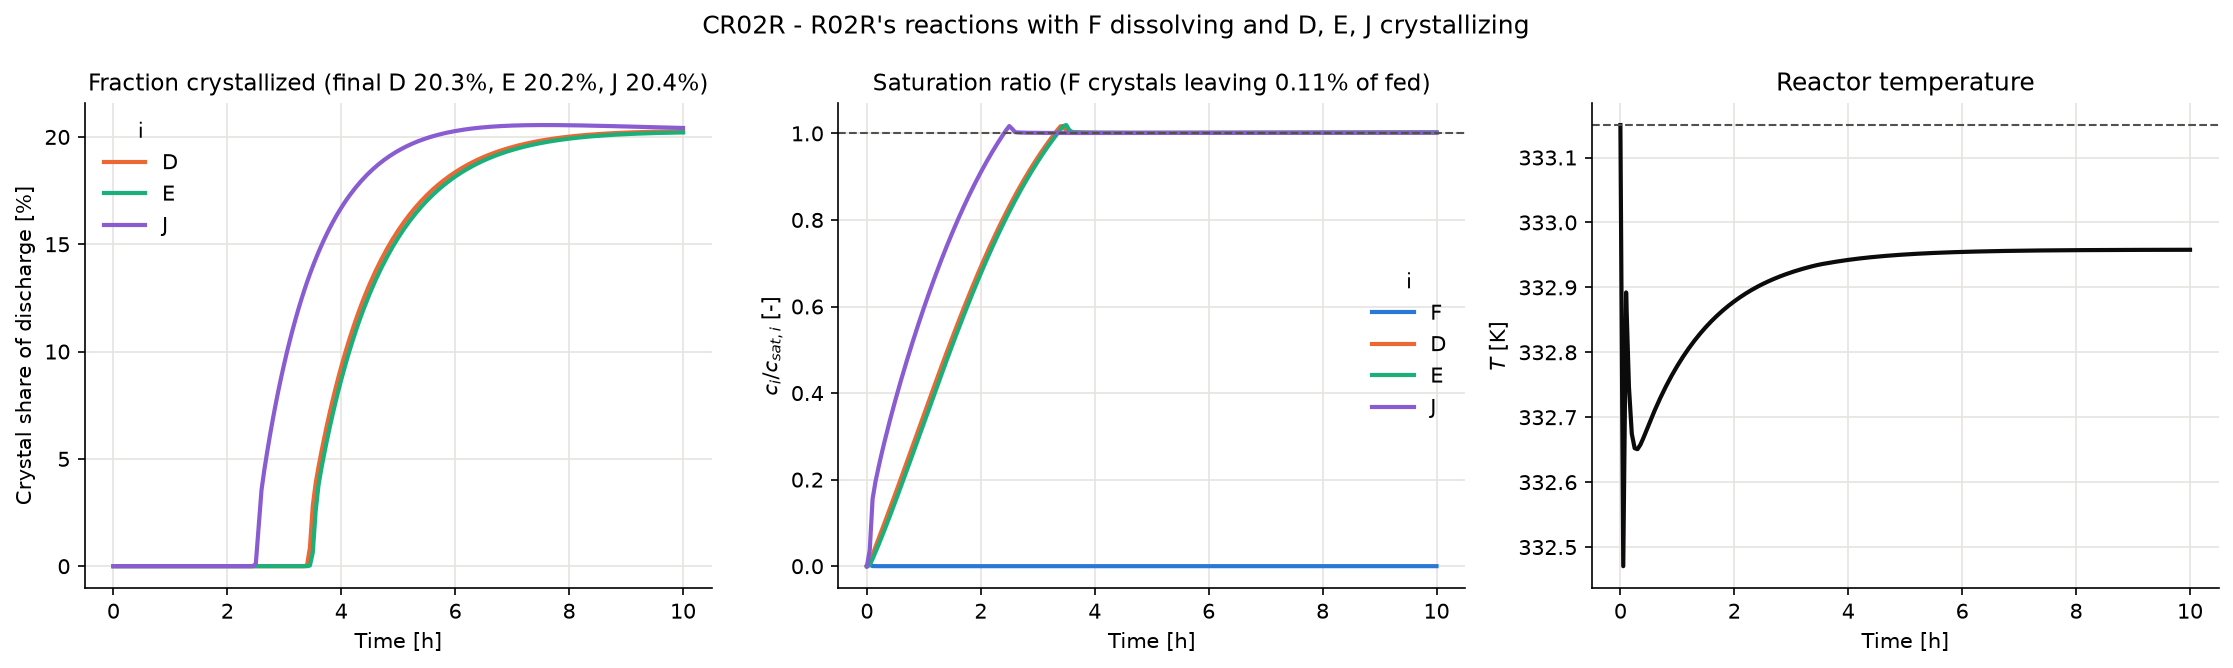 CR02R - R02R's reactions with F dissolving and D, E, J crystallizing
Fraction crystallized (final D 20.3%, E 20.2%, J 20.4%)
Crystal share of discharge [%]
20
15
10
5
0
i
D
E
J
0 2 4 6 8 10
Time [h]
Saturation ratio (F crystals leaving 0.11% of fed)
c_i/c_{sat,i} [-]
1.0
0.8
0.6
0.4
0.2
0.0
i
F
D
E
J
0 2 4 6 8 10
Time [h]
Reactor temperature
T [K]
333.1
333.0
332.9
332.8
332.7
332.6
332.5
0 2 4 6 8 10
Time [h]